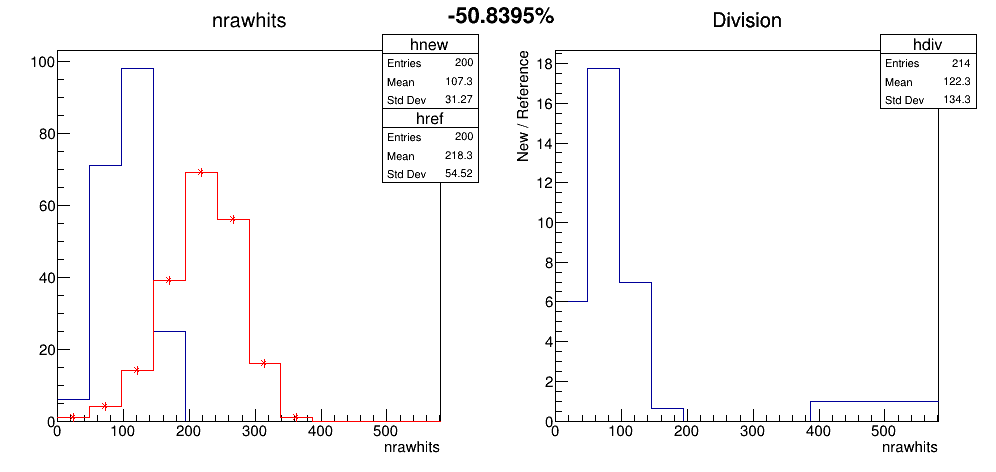 -50.8395%
nrawhits
hnew
Entries 200
Mean 107.3
Std Dev 31.27
href
Entries 200
Mean 218.3
Std Dev 54.52
100
80
60
40
20
0
0 100 200 300 400 500
nrawhits
Division
hdiv
Entries 214
Mean 122.3
Std Dev 134.3
New / Reference
18
16
14
12
10
8
6
4
2
0
0 100 200 300 400 500
nrawhits